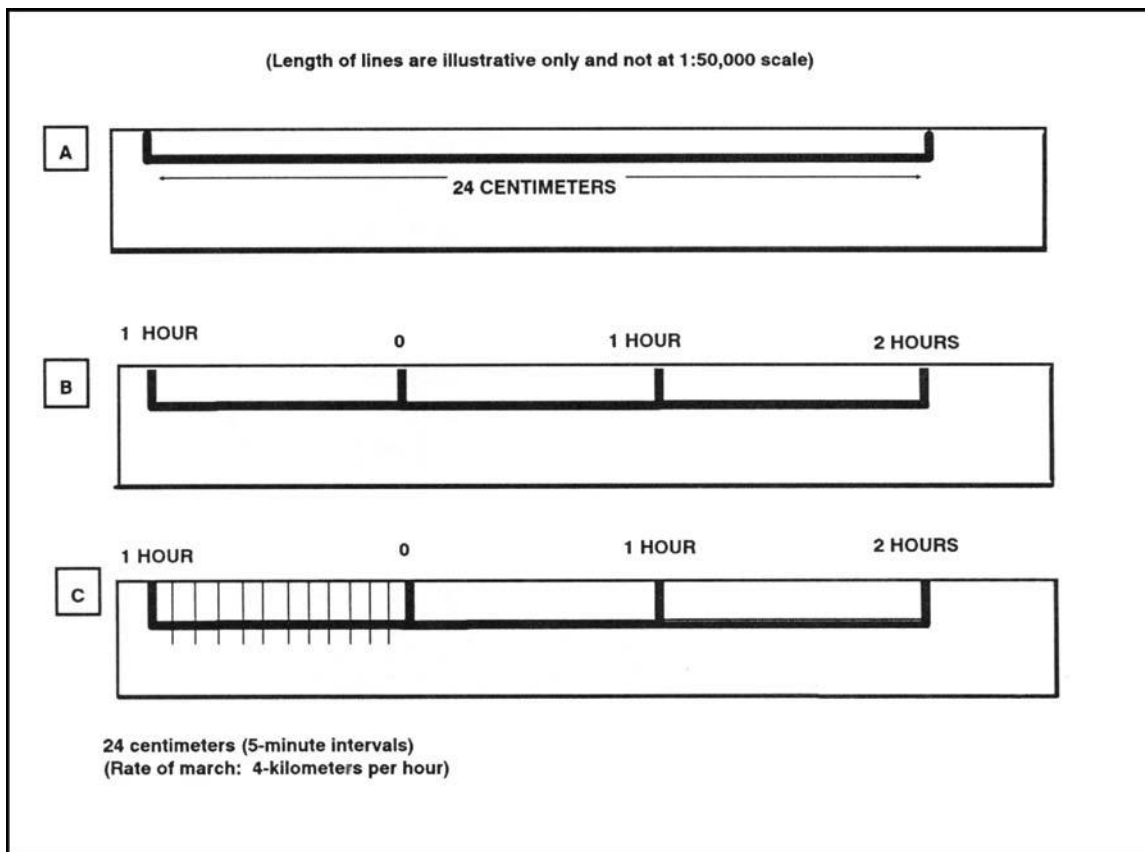 (Length of lines are illustrative only and not at 1:50,000 scale)
A
24 CENTIMETERS
1 HOUR
0
1 HOUR
2 HOURS
B
1 HOUR
0
1 HOUR
2 HOURS
C
24 centimeters (5-minute intervals)
(Rate of march: 4-kilometers per hour)